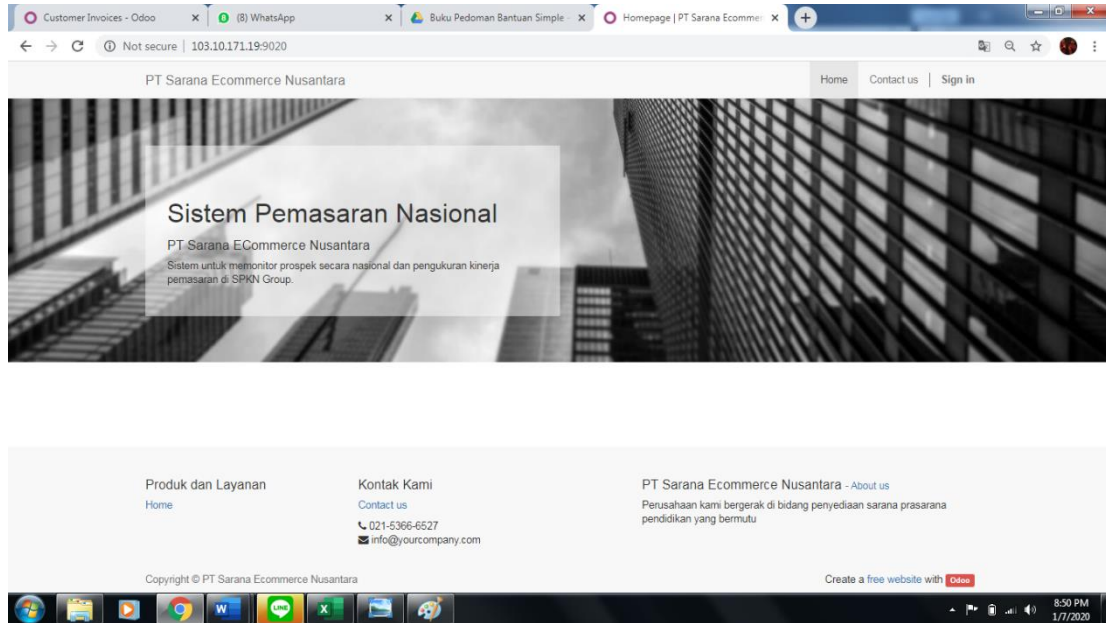 Customer Invoices - Odoo
(8) WhatsApp
Buku Pedoman Bantuan Simple -
Homepage | PT Sarana Ecommer
Not secure | 103.10.171.19:9020
PT Sarana Ecommerce Nusantara
Home
Contact us
Sign in
Sistem Pemasaran Nasional
PT Sarana ECommerce Nusantara
Sistem untuk memonitor prospek secara nasional dan pengukuran kinerja
pemasaran di SPKN Group.
Produk dan Layanan
Home
Kontak Kami
Contact us
021-5366-6527
info@yourcompany.com
PT Sarana Ecommerce Nusantara - About us
Perusahaan kami bergerak di bidang penyediaan sarana prasarana
pendidikan yang bermutu
Copyright © PT Sarana Ecommerce Nusantara
Create a free website with Odoo
LINE
8:50 PM
1/7/2020